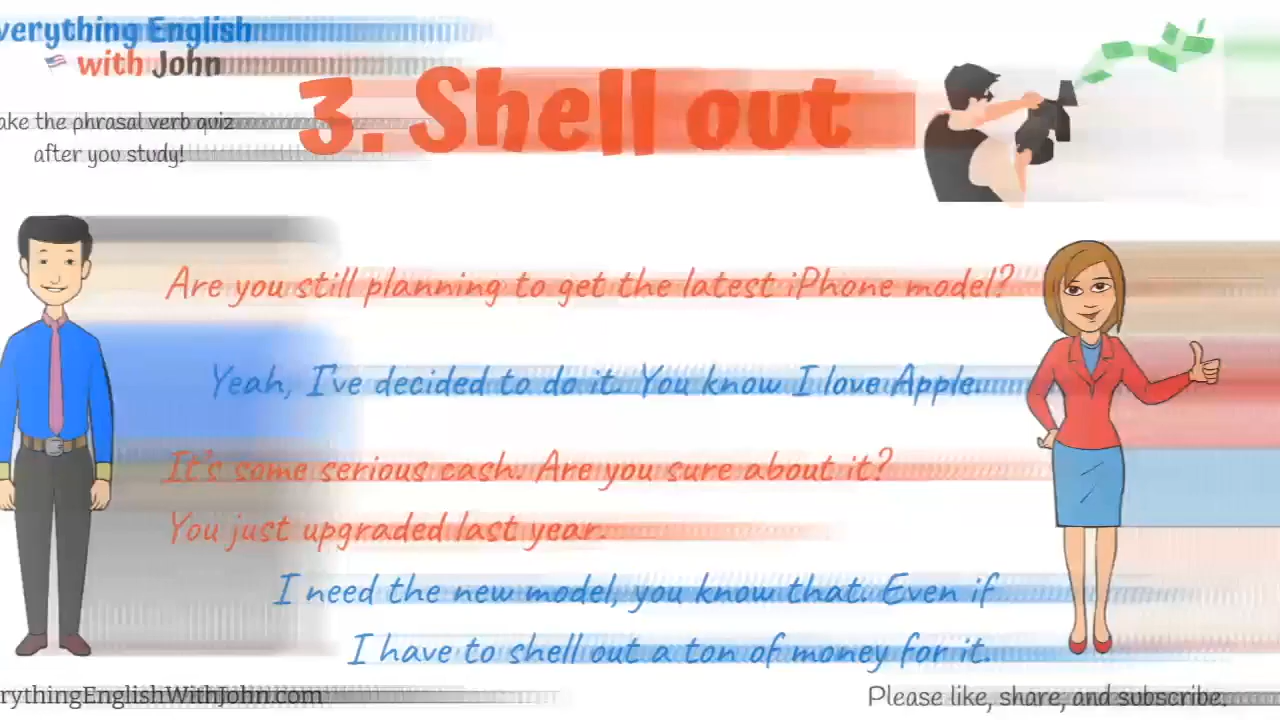 verything English
with John
ake the phrasal verb quiz
after you study!
3. Shell out
Are you still planning to get the latest iPhone model?
Yeah, I've decided to do it. You know I love Apple.
It's some serious cash. Are you sure about it?
You just upgraded last year.
I need the new model, you know that. Even if
I have to shell out a ton of money for it.
rythingEnglishWithJohn.com
Please like, share, and subscribe.